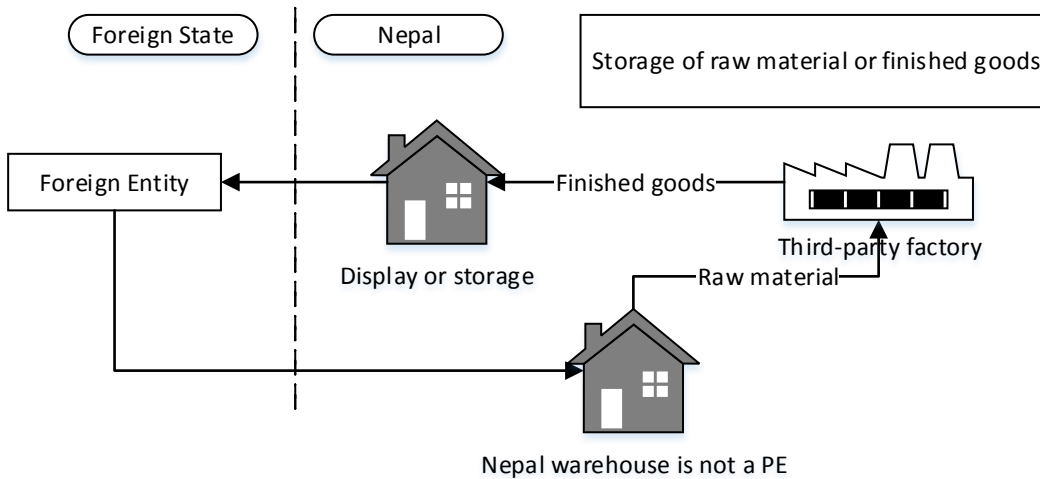 Foreign State
Nepal
Storage of raw material or finished goods
Foreign Entity
Finished goods
Display or storage
Third-party factory
Raw material
Nepal warehouse is not a PE